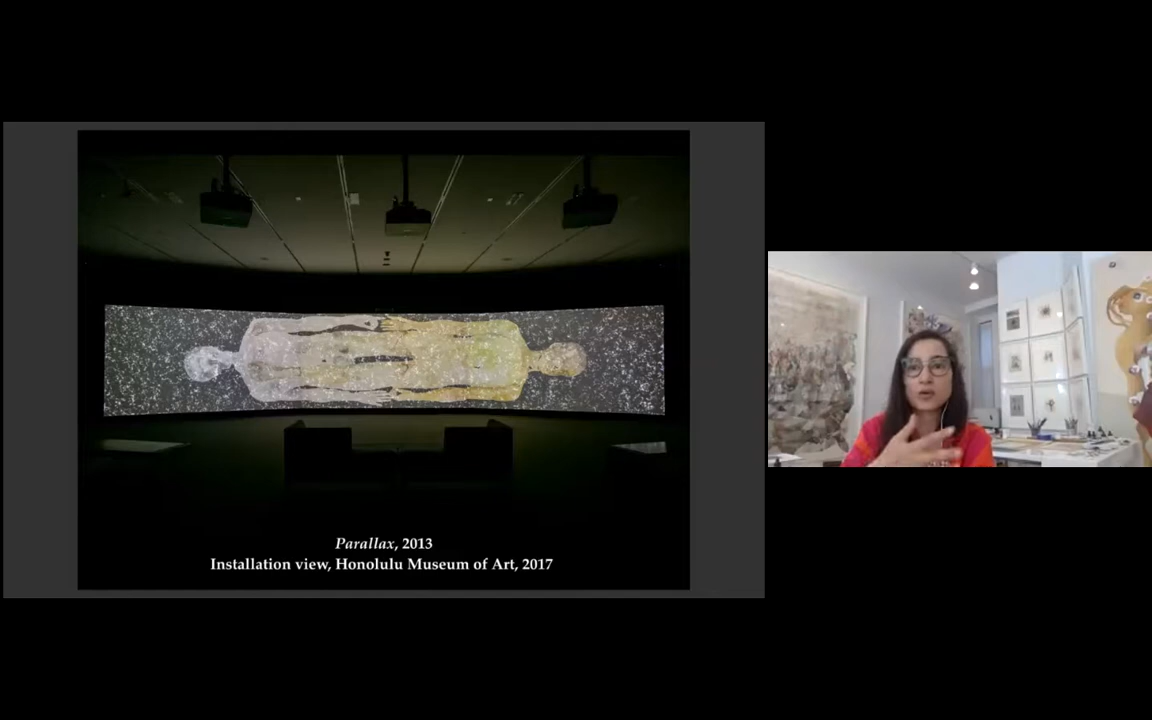 Parallax, 2013
Installation view, Honolulu Museum of Art, 2017